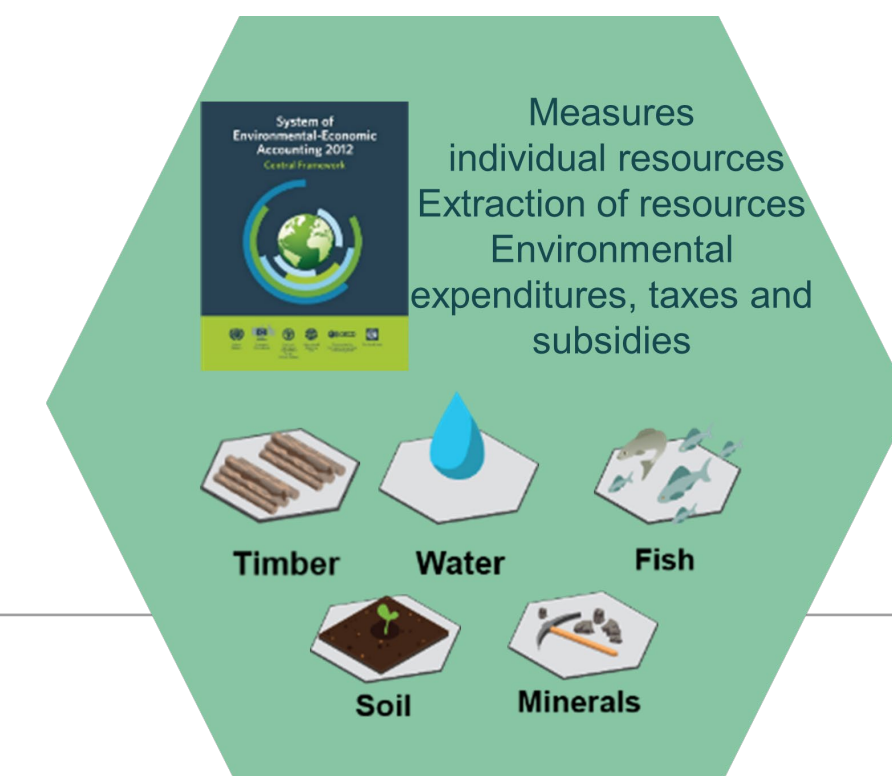 System of
Environmental-Economic
Accounting 2012
Central Framework
Measures
individual resources
Extraction of resources
Environmental
expenditures, taxes and
subsidies
OECD
Timber
Water
Fish
Soil
Minerals